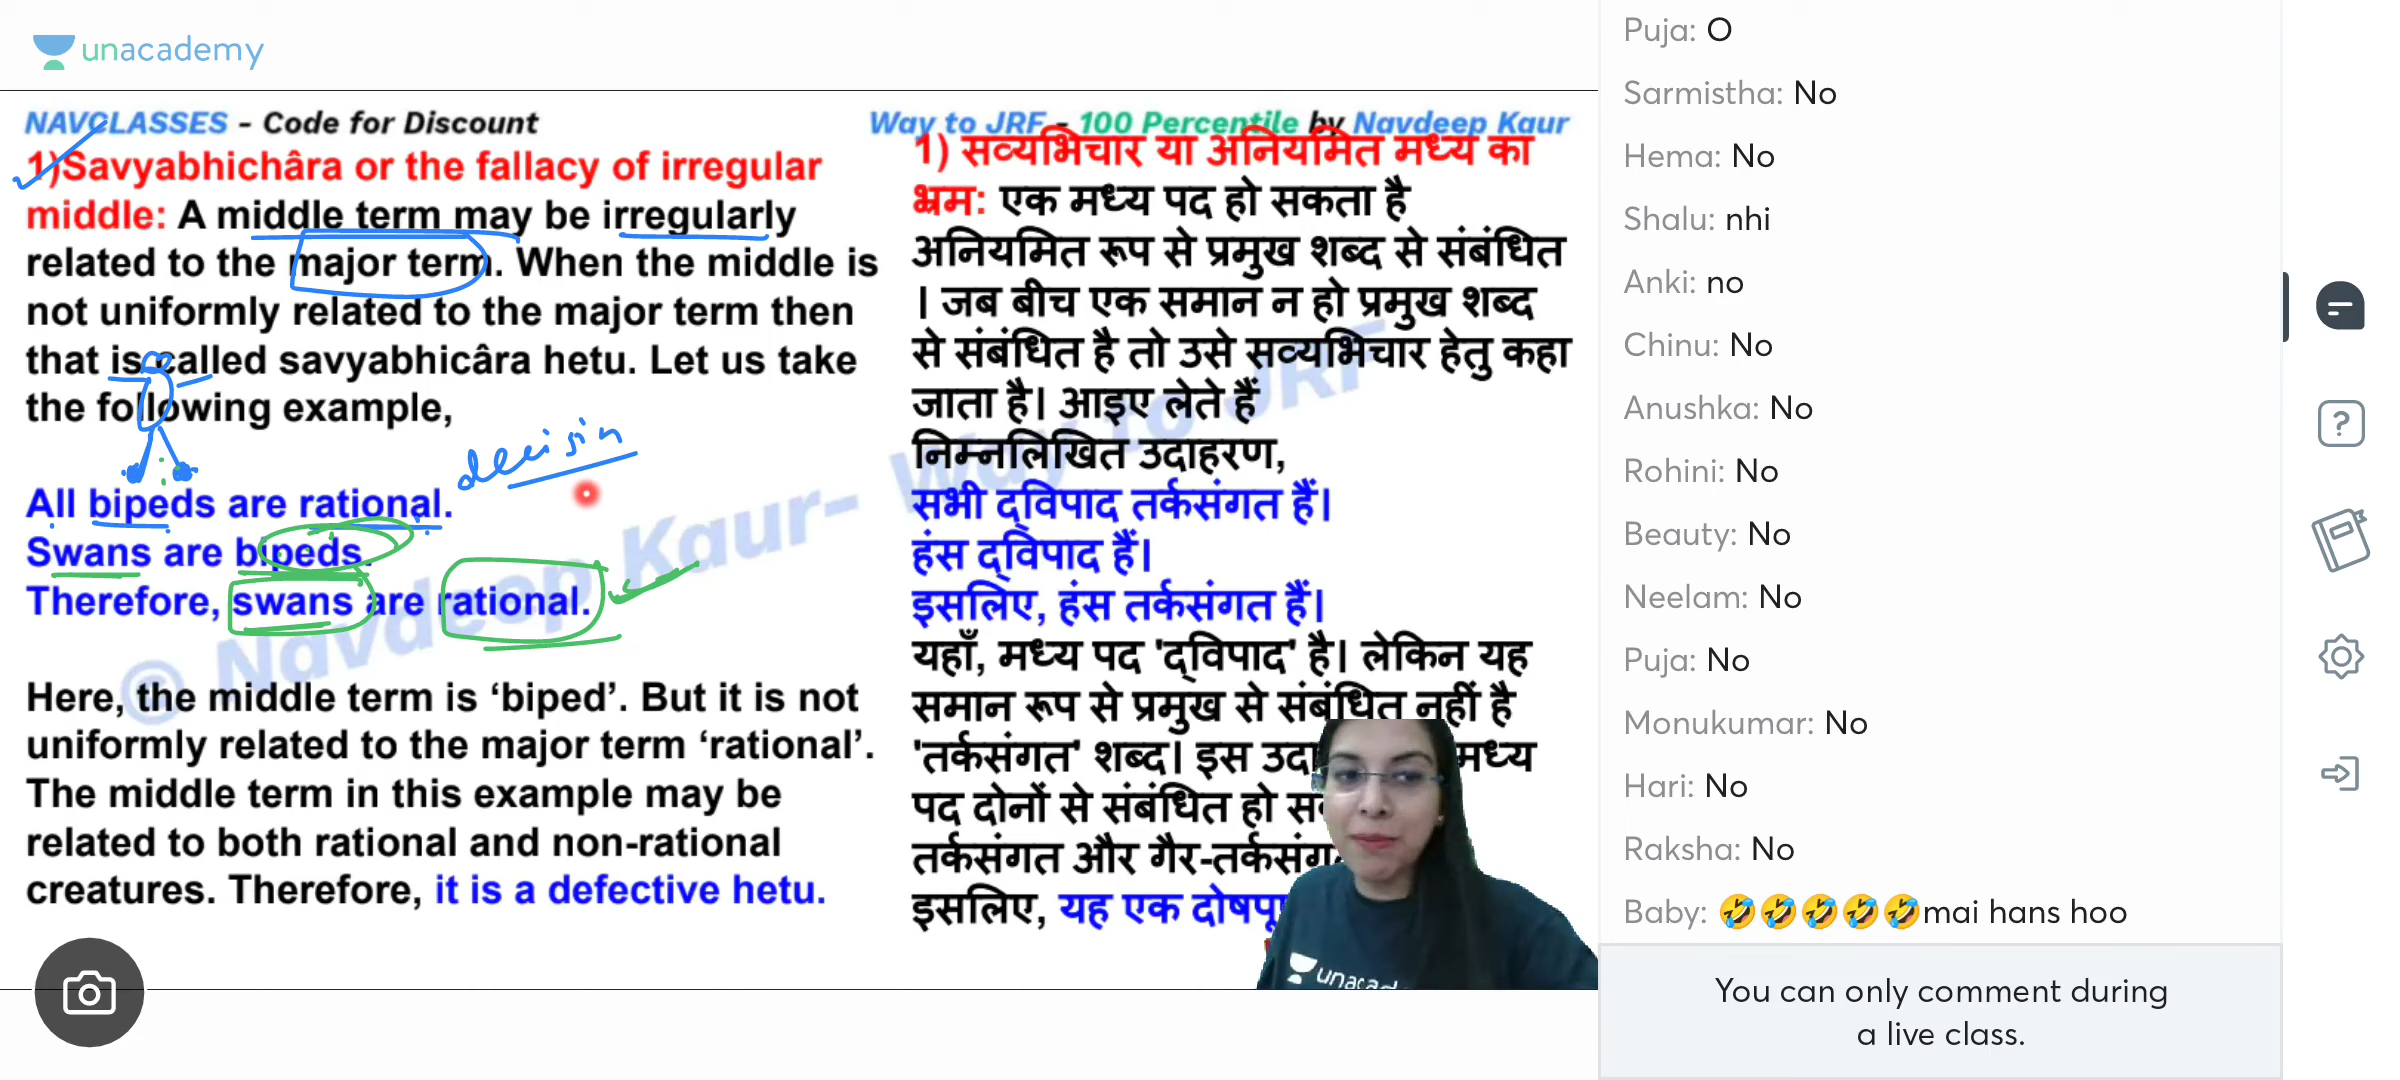 unacademy
NAVCLASSES - Code for Discount
Way to JRF - 100 Percentile by Navdeep Kaur
1)Savyabhichâra or the fallacy of irregular
middle: A middle term may be irregularly
related to the major term. When the middle is
not uniformly related to the major term then
that is called savyabhicâra hetu. Let us take
the following example,
All bipeds are rational.
Swans are bipeds.
Therefore, swans are rational.
Here, the middle term is ‘biped’. But it is not
uniformly related to the major term ‘rational’.
The middle term in this example may be
related to both rational and non-rational
creatures. Therefore, it is a defective hetu.
1) सव्यभिचार या अनियमित मध्य का
भ्रम: एक मध्य पद हो सकता है
अनियमित रूप से प्रमुख शब्द से संबंधित
। जब बीच एक समान न हो प्रमुख शब्द
से संबंधित है तो उसे सव्यभिचार हेतु कहा
जाता है। आइए लेते हैं
निम्नलिखित उदाहरण,
सभी द्विपाद तर्कसंगत हैं।
हंस द्विपाद हैं।
इसलिए, हंस तर्कसंगत हैं।
यहाँ, मध्य पद 'द्विपाद' है। लेकिन यह
समान रूप से प्रमुख से संबंधित नहीं है
'तर्कसंगत' शब्द। इस मध्य
पद दोनों से संबंधित हो
तर्कसंगत और
इसलिए, यह एक
@ Navdeep Kaur- Way to JRF
Puja: O
Sarmistha: No
Hema: No
Shalu: nhi
Anki: no
Chinu: No
Anushka: No
Rohini: No
Beauty: No
Neelam: No
Puja: No
Monukumar: No
Hari: No
Raksha: No
Baby: 🤣🤣🤣🤣🤣mai hans hoo
You can only comment during
a live class.